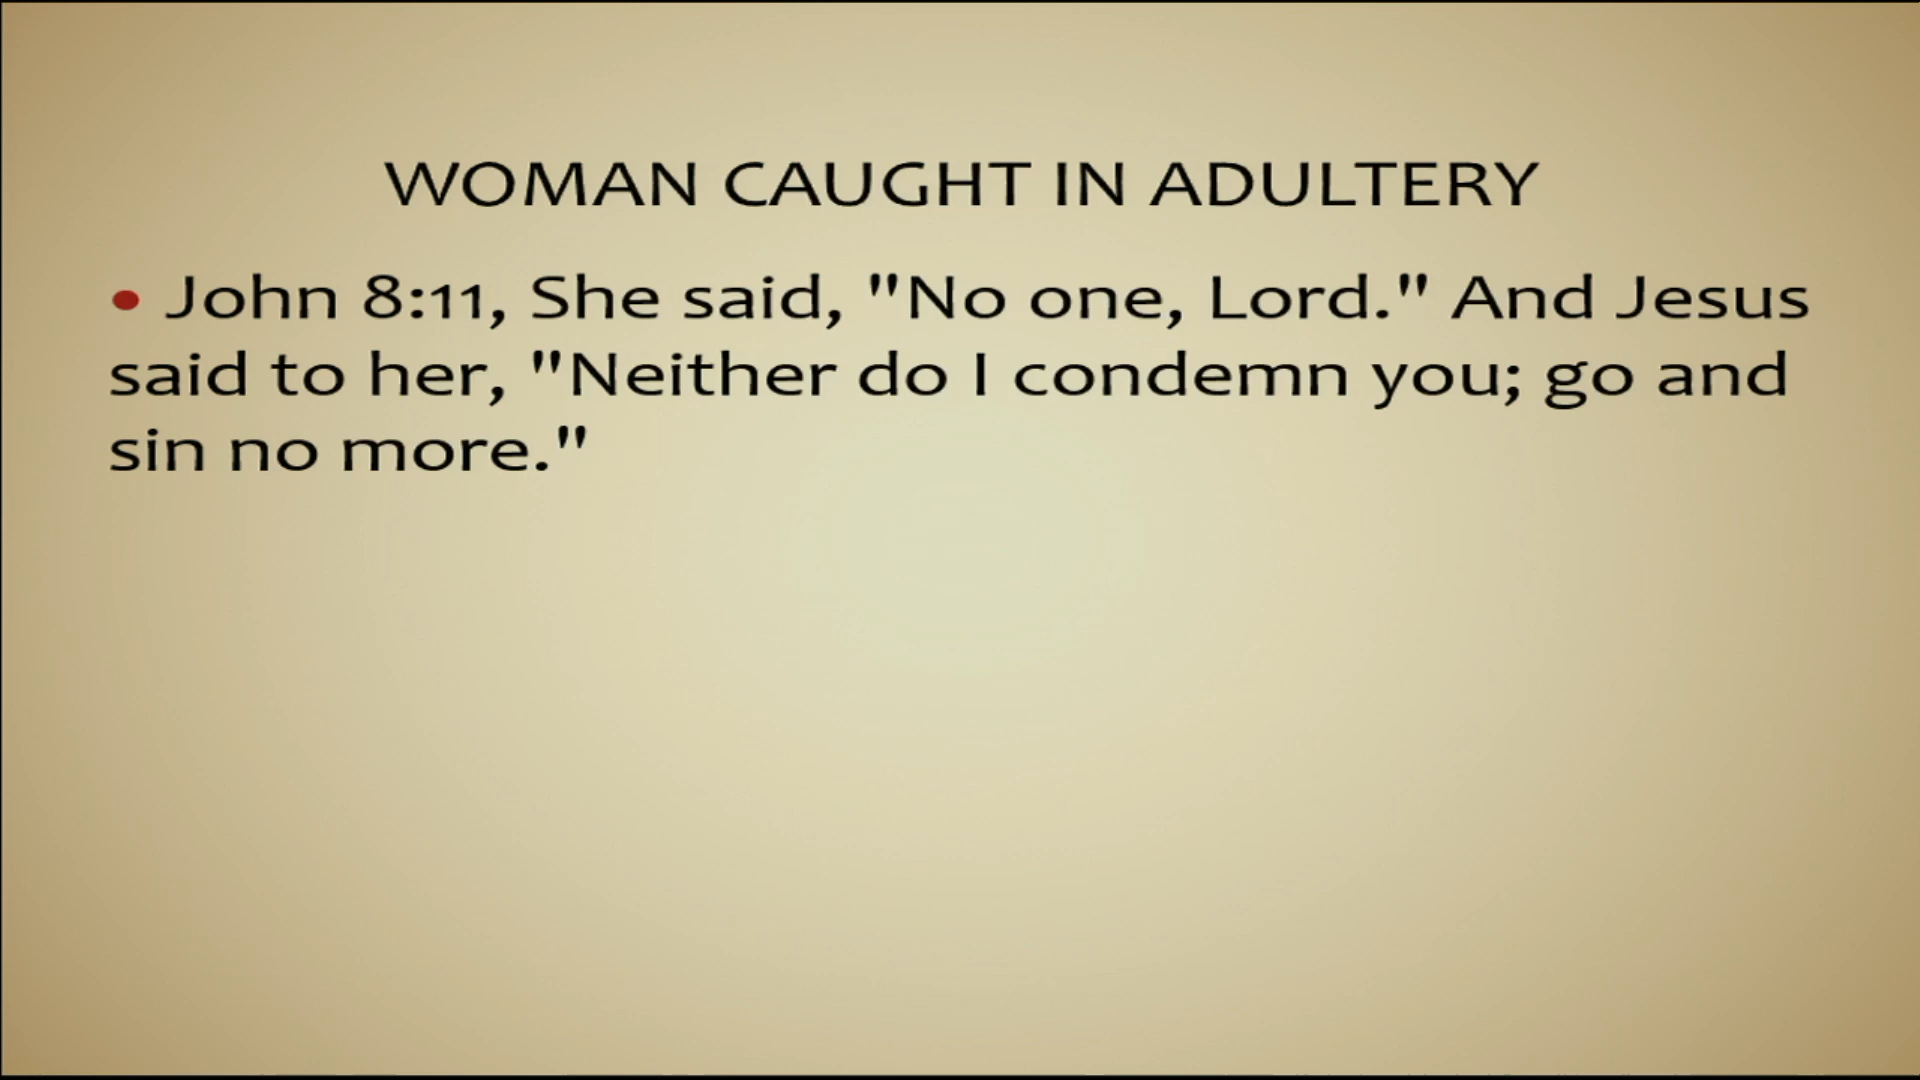 WOMAN CAUGHT IN ADULTERY
• John 8:11, She said, "No one, Lord." And Jesus
said to her, "Neither do I condemn you; go and
sin no more."